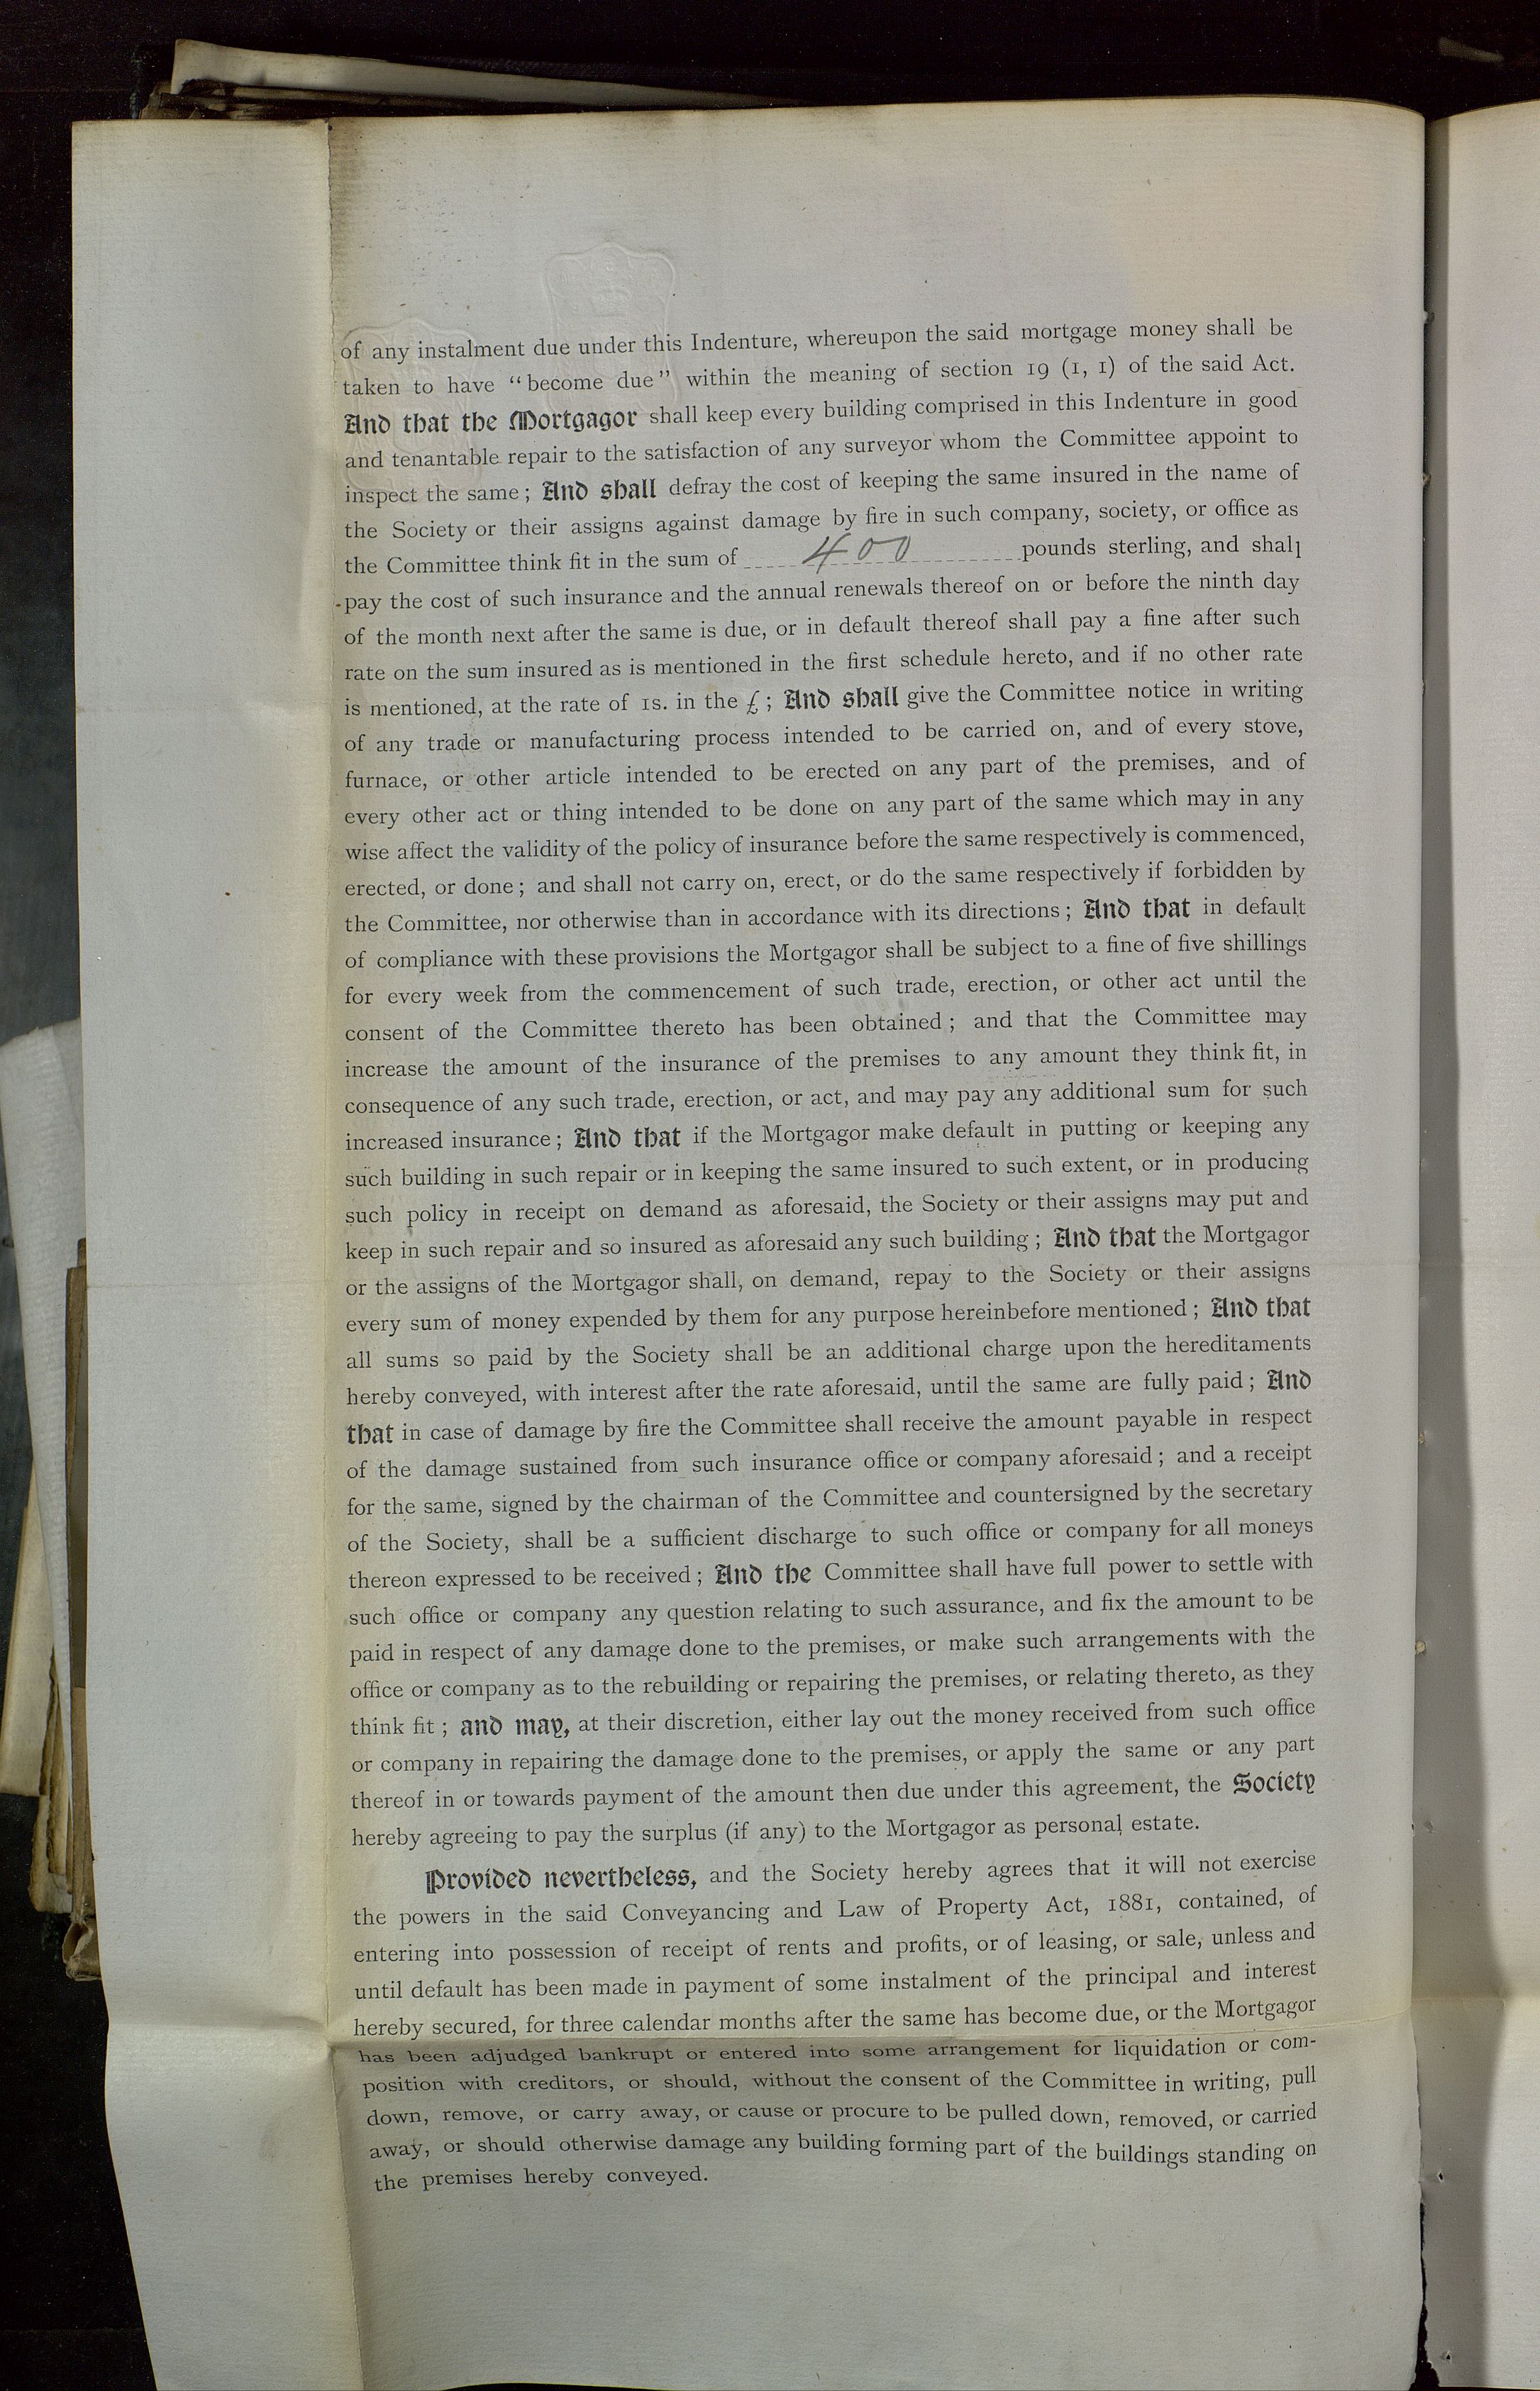 of any instalment due under this Indenture, whereupon the said mortgage money shall be
taken to have "become due" within the meaning of section 19 (1, 1) of the said Act.
And that the Mortgagor shall keep every building comprised in this Indenture in good
and tenantable repair to the satisfaction of any surveyor whom the Committee appoint to
inspect the same; And shall defray the cost of keeping the same insured in the name of
the Society or their assigns against damage by fire in such company, society, or office as
the Committee think fit in the sum of 400 pounds sterling, and shall
pay the cost of such insurance and the annual renewals thereof on or before the ninth day
of the month next after the same is due, or in default thereof shall pay a fine after such
rate on the sum insured as is mentioned in the first schedule hereto, and if no other rate
is mentioned, at the rate of 1s. in the £; And shall give the Committee notice in writing
of any trade or manufacturing process intended to be carried on, and of every stove,
furnace, or other article intended to be erected on any part of the premises, and of
every other act or thing intended to be done on any part of the same which may in any
wise affect the validity of the policy of insurance before the same respectively is commenced,
erected, or done; and shall not carry on, erect, or do the same respectively if forbidden by
the Committee, nor otherwise than in accordance with its directions; And that in default
of compliance with these provisions the Mortgagor shall be subject to a fine of five shillings
for every week from the commencement of such trade, erection, or other act until the
consent of the Committee thereto has been obtained; and that the Committee may
increase the amount of the insurance of the premises to any amount they think fit, in
consequence of any such trade, erection, or act, and may pay any additional sum for such
increased insurance; And that if the Mortgagor make default in putting or keeping any
such building in such repair or in keeping the same insured to such extent, or in producing
such policy in receipt on demand as aforesaid, the Society or their assigns may put and
keep in such repair and so insured as aforesaid any such building; And that the Mortgagor
or the assigns of the Mortgagor shall, on demand, repay to the Society or their assigns
every sum of money expended by them for any purpose hereinbefore mentioned; And that
all sums so paid by the Society shall be an additional charge upon the hereditaments
hereby conveyed, with interest after the rate aforesaid, until the same are fully paid; And
that in case of damage by fire the Committee shall receive the amount payable in respect
of the damage sustained from such insurance office or company aforesaid; and a receipt
for the same, signed by the chairman of the Committee and countersigned by the secretary
of the Society, shall be a sufficient discharge to such office or company for all moneys
thereon expressed to be received; And the Committee shall have full power to settle with
such office or company any question relating to such assurance, and fix the amount to be
paid in respect of any damage done to the premises, or make such arrangements with the
office or company as to the rebuilding or repairing the premises, or relating thereto, as they
think fit; and may, at their discretion, either lay out the money received from such office
or company in repairing the damage done to the premises, or apply the same or any part
thereof in or towards payment of the amount then due under this agreement, the Society
hereby agreeing to pay the surplus (if any) to the Mortgagor as personal estate.
Provided nevertheless, and the Society hereby agrees that it will not exercise
the powers in the said Conveyancing and Law of Property Act, 1881, contained, of
entering into possession of receipt of rents and profits, or of leasing, or sale, unless and
until default has been made in payment of some instalment of the principal and interest
hereby secured, for three calendar months after the same has become due, or the Mortgagor
has been adjudged bankrupt or entered into some arrangement for liquidation or com-
position with creditors, or should, without the consent of the Committee in writing, pull
down, remove, or carry away, or cause or procure to be pulled down, removed, or carried
away, or should otherwise damage any building forming part of the buildings standing on
the premises hereby conveyed.